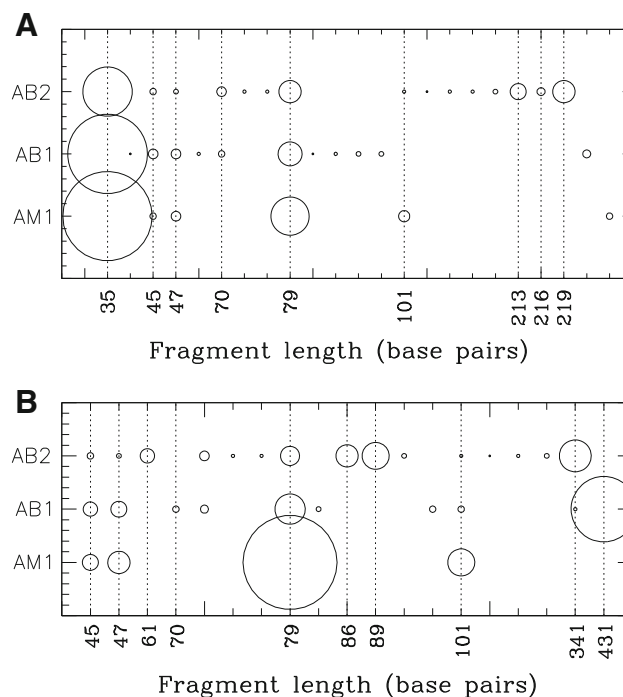 A
AB2
AB1
AM1
35 45 47 70 79 101 213 216 219
Fragment length (base pairs)
B
AB2
AB1
AM1
45 47 61 70 79 86 89 101 341 431
Fragment length (base pairs)